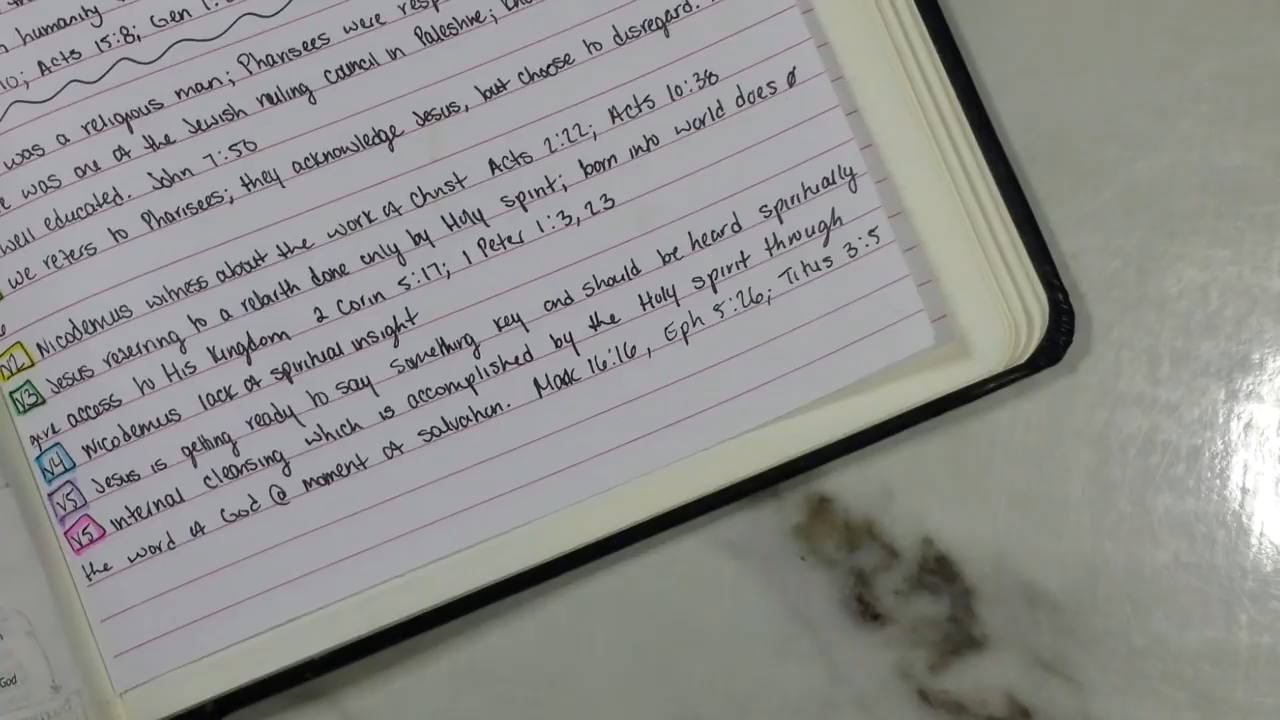 humanity
10; Acts 15:8; Gen 1:
was a religious man; Pharisees were resp
was one of the Jewish ruling council in Palestine;
well educated. John 7:50
we refers to Pharisees; they acknowledge Jesus, but choose to disregard.
V2 Nicodemus witness about the work of Christ Acts 2:22; Acts 10:38
V3 Jesus referring to a rebirth done only by Holy spirit; born into world does ∅
give access to His Kingdom 2 Corin 5:17; 1 Peter 1:3, 23
V4 Nicodemus lack of spiritual insight
V5 Jesus is getting ready to say something key and should be heard spiritually
V5 internal cleansing which is accomplished by the Holy spirit through
the word of God @ moment of salvation. Mark 16:16, Eph 5:26; Titus 3:5
God